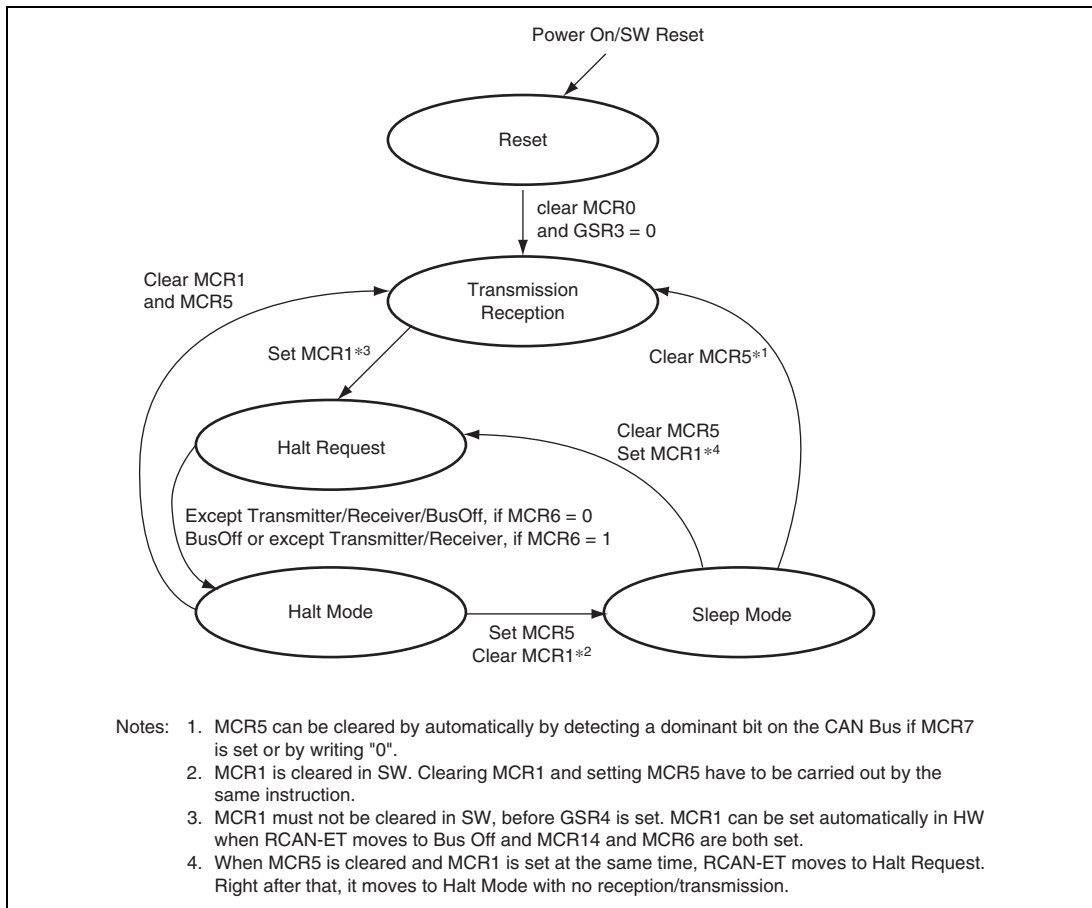 Power On/SW Reset
Reset
clear MCR0
and GSR3 = 0
Clear MCR1
and MCR5
Transmission
Reception
Set MCR1*3
Clear MCR5*1
Halt Request
Clear MCR5
Set MCR1*4
Except Transmitter/Receiver/BusOff, if MCR6 = 0
BusOff or except Transmitter/Receiver, if MCR6 = 1
Halt Mode
Sleep Mode
Set MCR5
Clear MCR1*2
Notes: 1. MCR5 can be cleared by automatically by detecting a dominant bit on the CAN Bus if MCR7
is set or by writing "0".
2. MCR1 is cleared in SW. Clearing MCR1 and setting MCR5 have to be carried out by the
same instruction.
3. MCR1 must not be cleared in SW, before GSR4 is set. MCR1 can be set automatically in HW
when RCAN-ET moves to Bus Off and MCR14 and MCR6 are both set.
4. When MCR5 is cleared and MCR1 is set at the same time, RCAN-ET moves to Halt Request.
Right after that, it moves to Halt Mode with no reception/transmission.